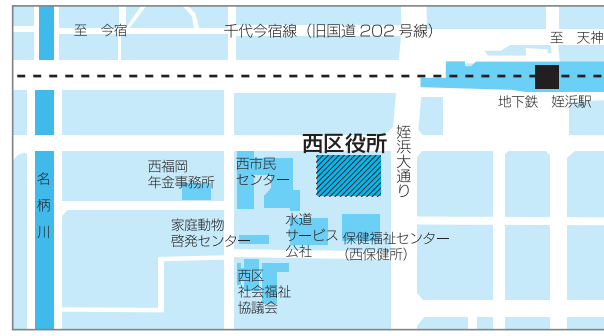 至　今宿
千代今宿線（旧国道 202 号線）
至　天神
地下鉄　姪浜駅
西区役所
姪浜大通り
西福岡
年金事務所
西市民
センター
名柄川
家庭動物
啓発センター
水道
サービス
公社
保健福祉センター
（西保健所）
西区
社会福祉
協議会